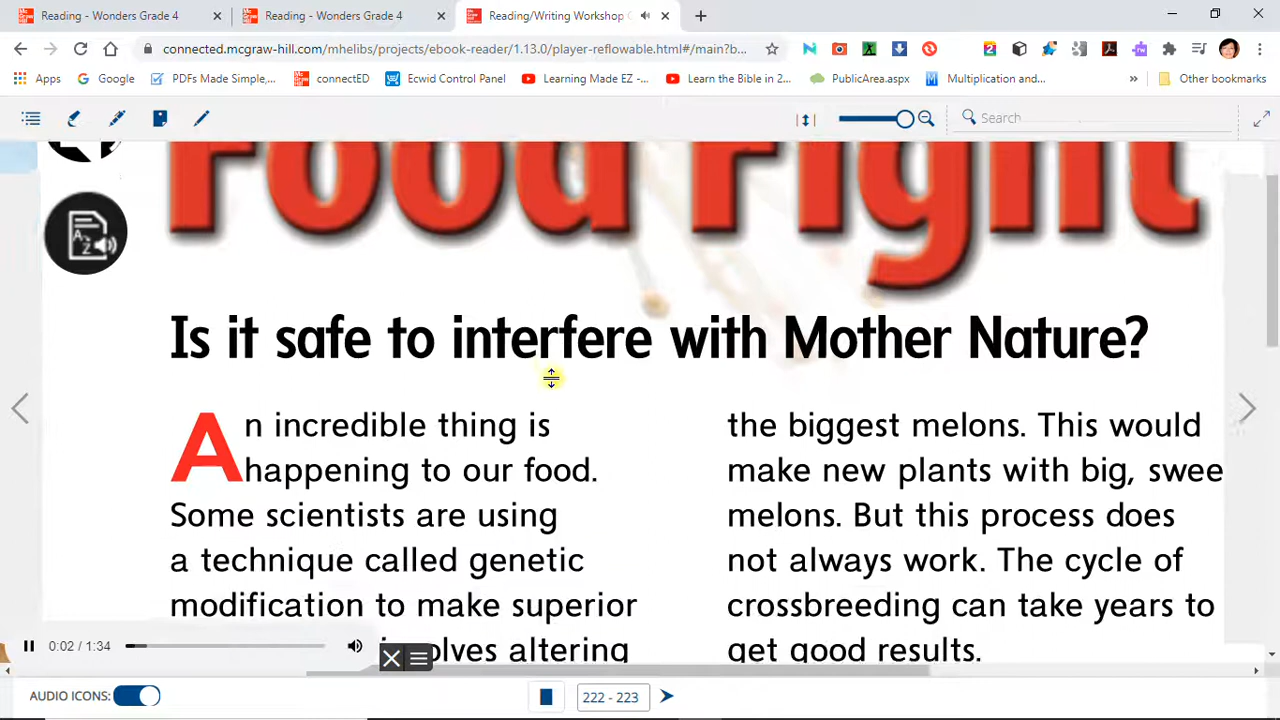 Reading - Wonders Grade 4
Reading - Wonders Grade 4
Reading/Writing Workshop
connected.mcgraw-hill.com/mhelibs/projects/ebook-reader/1.13.0/player-reflowable.html#/main?b...
Apps
Google
PDFs Made Simple,...
connectED
Ecwid Control Panel
Learning Made EZ -...
Learn the Bible in 2...
PublicArea.aspx
Multiplication and...
Other bookmarks
Search
Food Fight
Is it safe to interfere with Mother Nature?
An incredible thing is
happening to our food.
Some scientists are using
a technique called genetic
modification to make superior
olves altering
the biggest melons. This would
make new plants with big, swee
melons. But this process does
not always work. The cycle of
crossbreeding can take years to
get good results.
0:02 / 1:34
AUDIO ICONS:
222 - 223